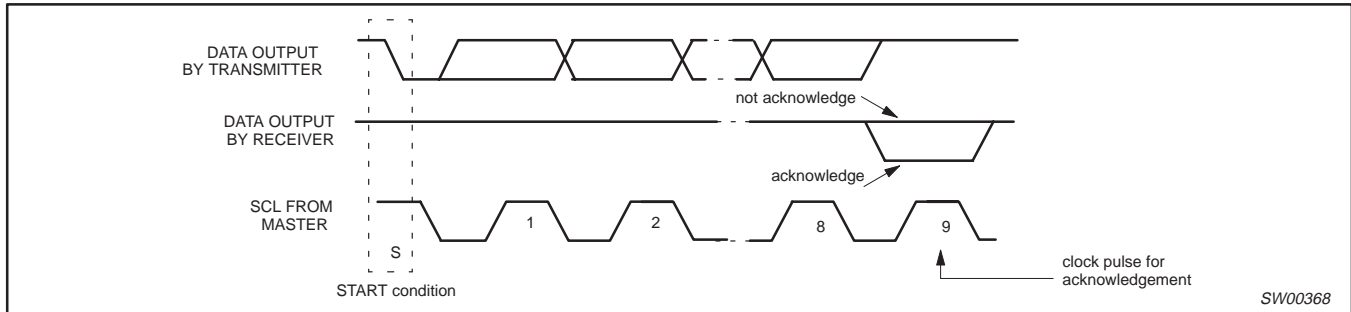 DATA OUTPUT
BY TRANSMITTER
not acknowledge
DATA OUTPUT
BY RECEIVER
acknowledge
SCL FROM
MASTER
1
2
8
9
S
START condition
clock pulse for
acknowledgement
SW00368